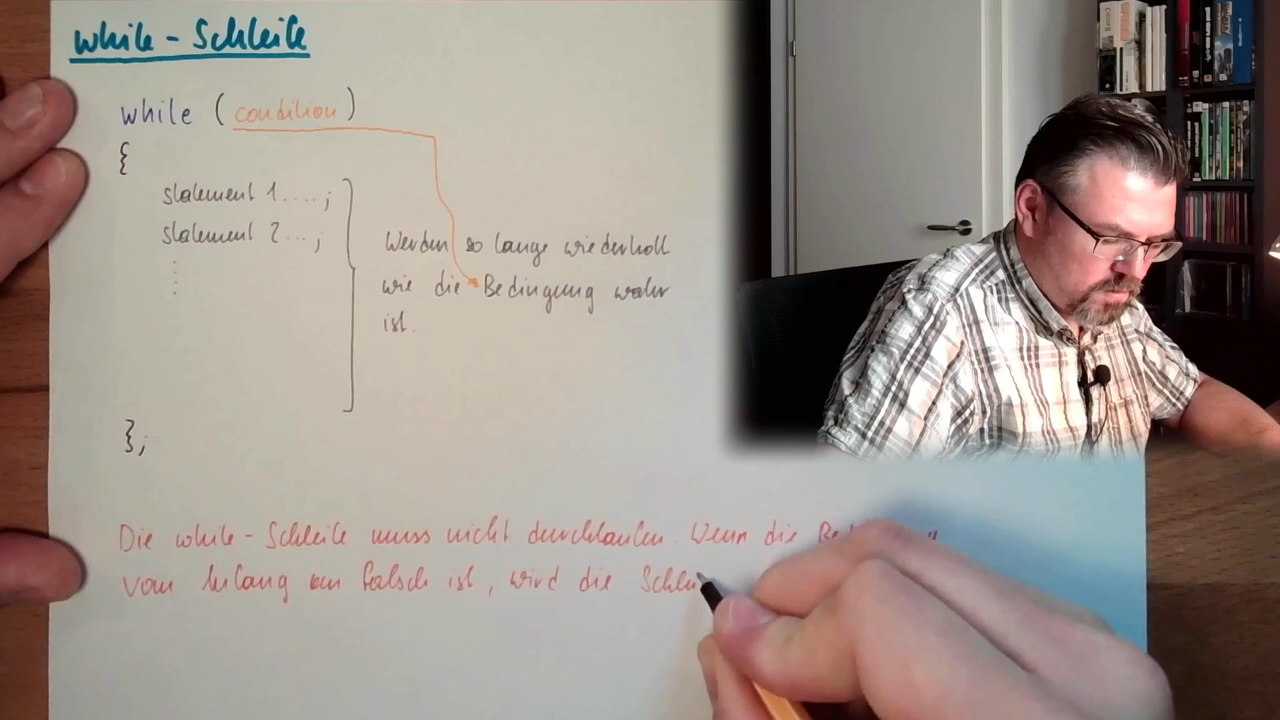 while - Schleife
while (condition)
{
statement 1 ....;
statement 2 ...;
Werden so lange wiederholt
wie die Bedingung wahr
ist.
};
Die while - Schleife muss nicht durchlaufen. Wenn die
vom Anfang an falsch ist, wird die